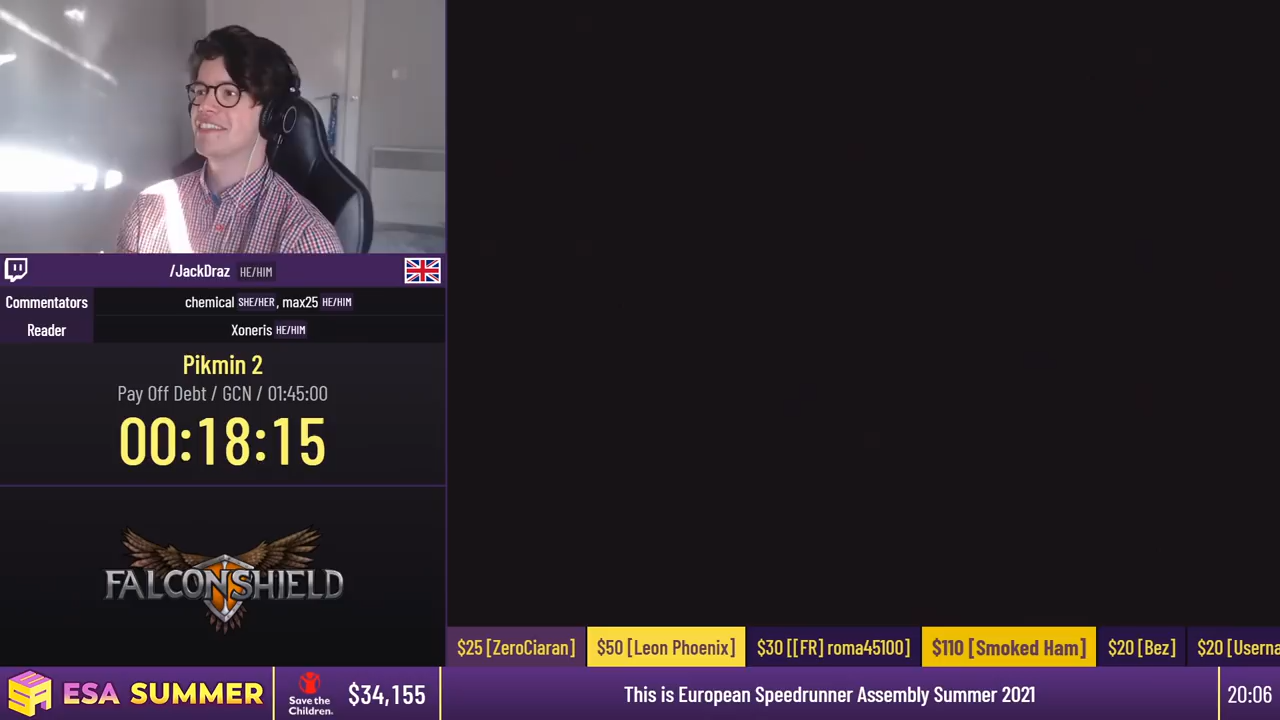 /JackDraz HE/HIM
Commentators chemical SHE/HER, max25 HE/HIM
Reader Xoneris HE/HIM
Pikmin 2
Pay Off Debt / GCN / 01:45:00
00:18:15
FALCONSHIELD
$25 [ZeroCiaran] $50 [Leon Phoenix] $30 [[FR] roma45100] $110 [Smoked Ham] $20 [Bez] $20 [Userna
ESA SUMMER Save the Children. $34,155 This is European Speedrunner Assembly Summer 2021 20:06